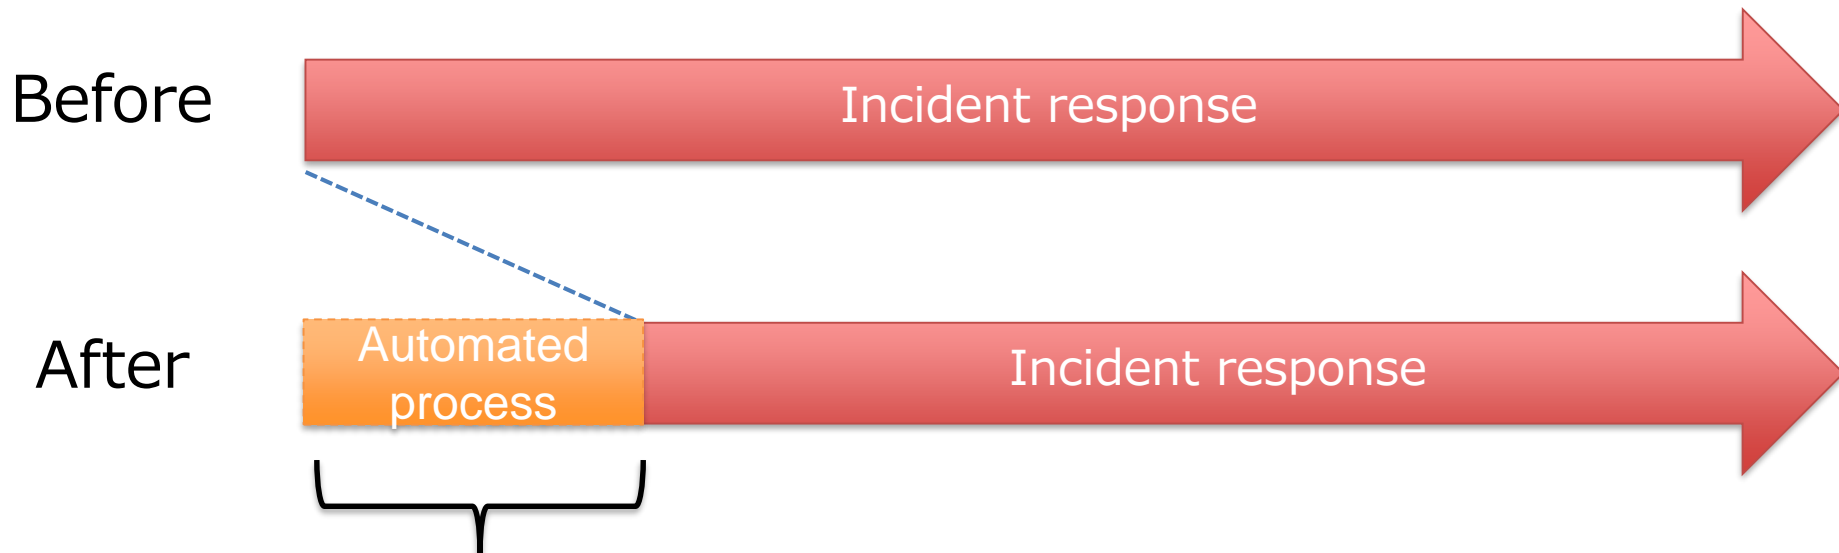 Before
Incident response
After
Automated
process
Incident response